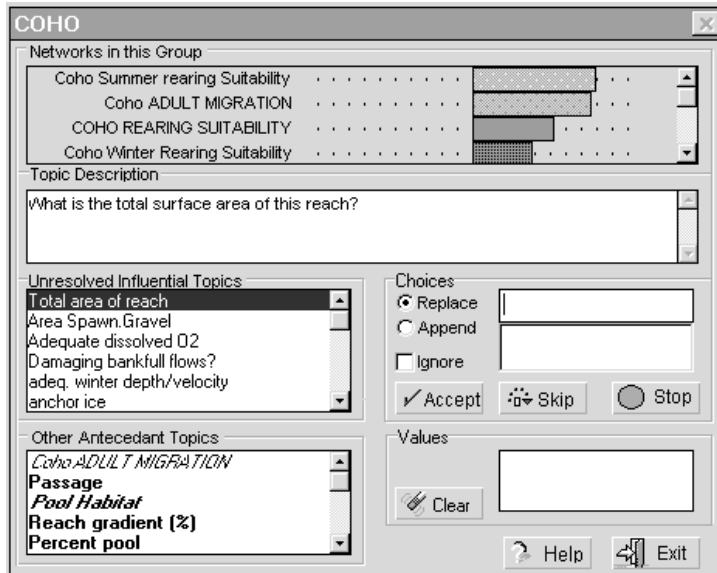 COHO
Networks in this Group
Coho Summer rearing Suitability
Coho ADULT MIGRATION
COHO REARING SUITABILITY
Coho Winter Rearing Suitability
Topic Description
What is the total surface area of this reach?
Unresolved Influential Topics
Total area of reach
Area Spawn.Gravel
Adequate dissolved O2
Damaging bankfull flows?
adeq. winter depth/velocity
anchor ice
Choices
Replace
Append
Ignore
Accept Skip Stop
Other Antecedant Topics
Coho ADULT MIGRATION
Passage
Pool Habitat
Reach gradient (%)
Percent pool
Values
Clear
Help Exit